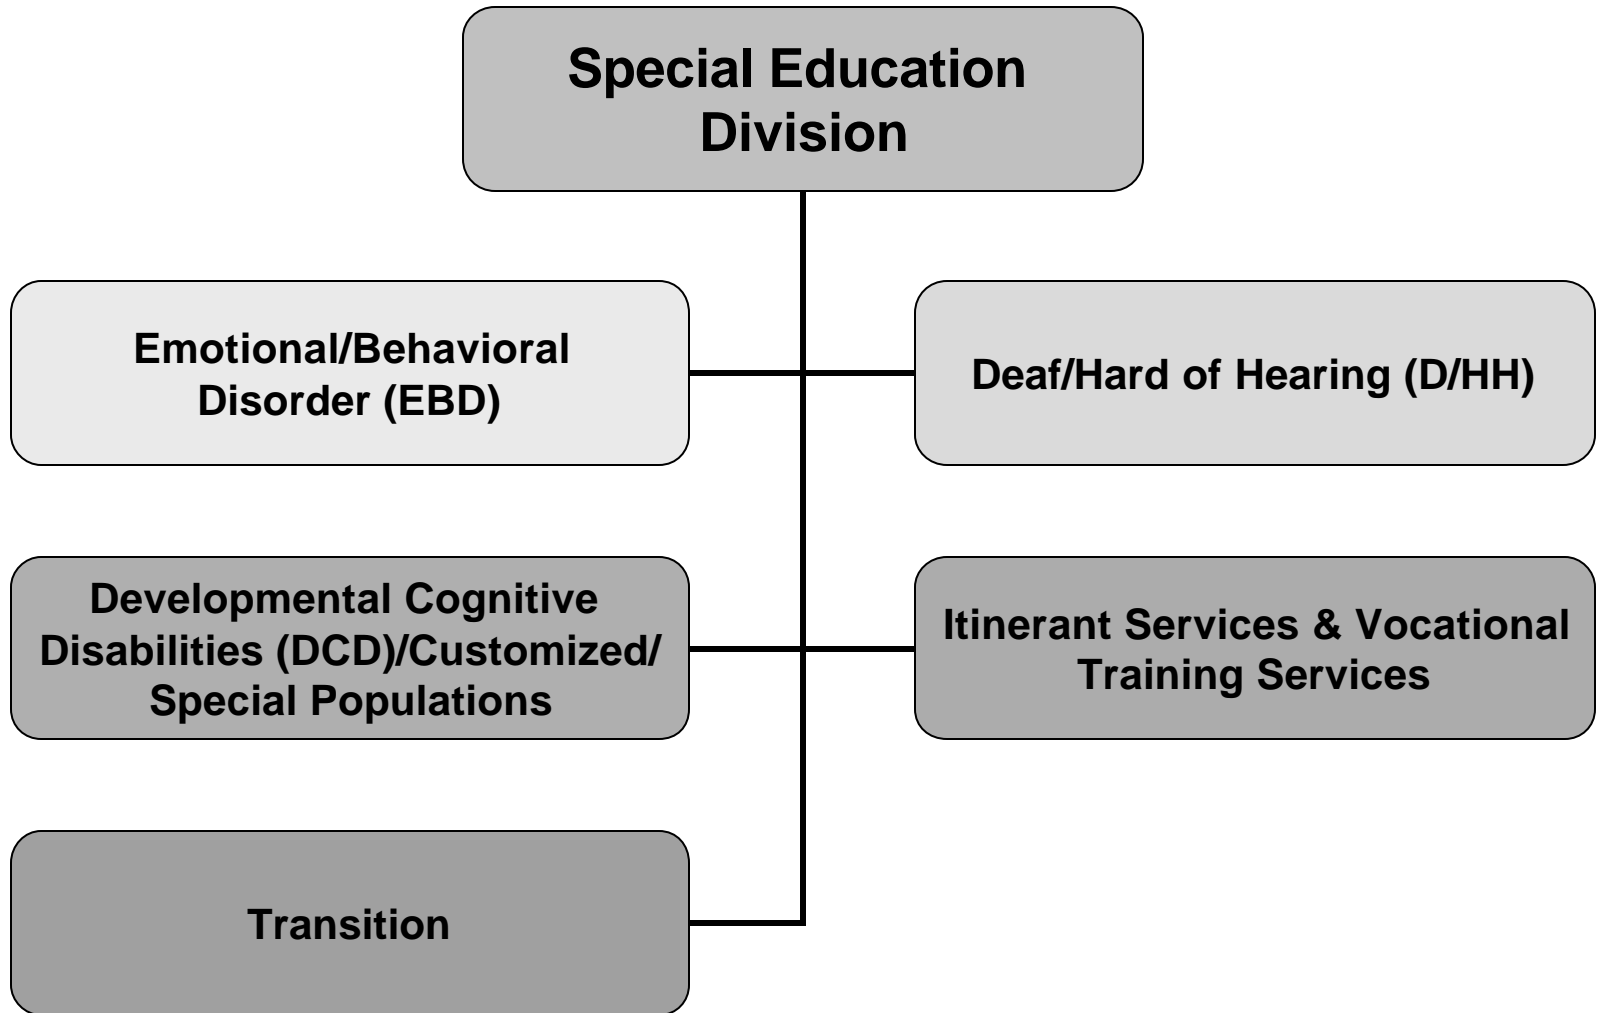 Special Education
Division
Emotional/Behavioral
Disorder (EBD)
Deaf/Hard of Hearing (D/HH)
Developmental Cognitive
Disabilities (DCD)/Customized/
Special Populations
Itinerant Services & Vocational
Training Services
Transition